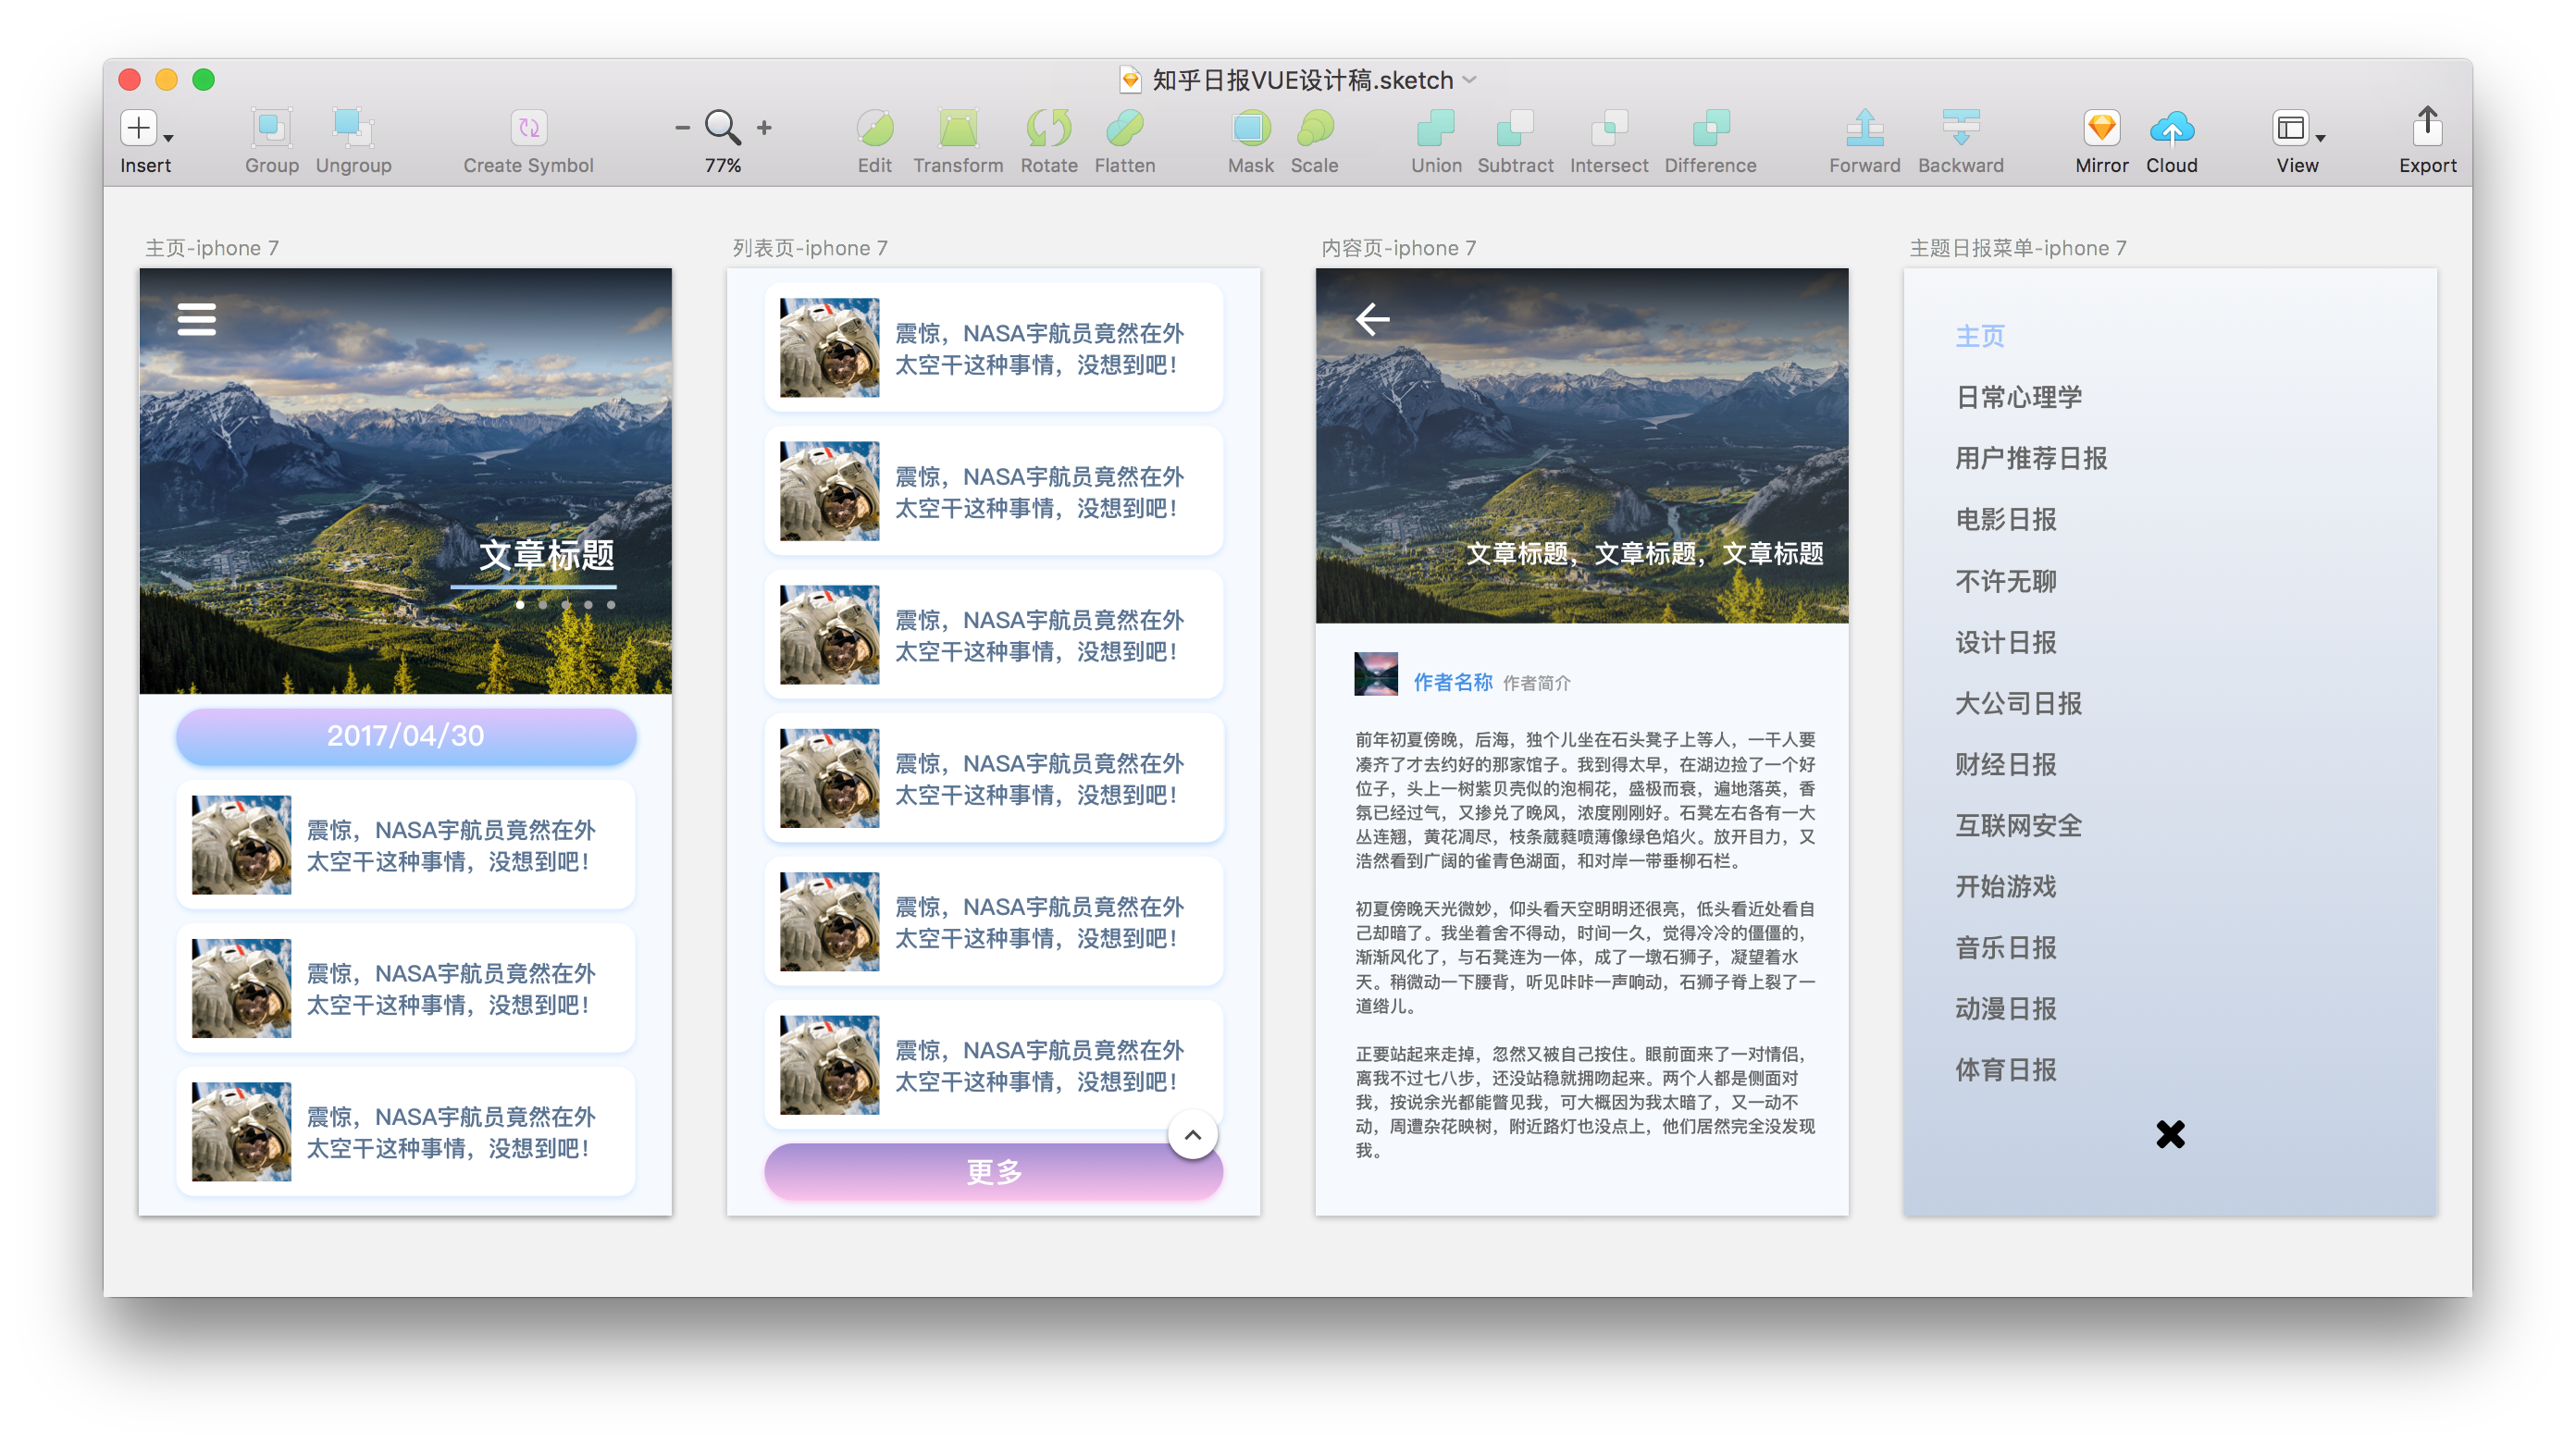 知乎日报VUE设计稿.sketch
Insert
Group
Ungroup
Create Symbol
77%
Edit
Transform
Rotate
Flatten
Mask
Scale
Union
Subtract
Intersect
Difference
Forward
Backward
Mirror
Cloud
View
Export
主页-iphone 7
文章标题
2017/04/30
震惊，NASA宇航员竟然在外
太空干这种事情，没想到吧！
震惊，NASA宇航员竟然在外
太空干这种事情，没想到吧！
震惊，NASA宇航员竟然在外
太空干这种事情，没想到吧！
列表页-iphone 7
震惊，NASA宇航员竟然在外
太空干这种事情，没想到吧！
震惊，NASA宇航员竟然在外
太空干这种事情，没想到吧！
震惊，NASA宇航员竟然在外
太空干这种事情，没想到吧！
震惊，NASA宇航员竟然在外
太空干这种事情，没想到吧！
震惊，NASA宇航员竟然在外
太空干这种事情，没想到吧！
震惊，NASA宇航员竟然在外
太空干这种事情，没想到吧！
更多
内容页-iphone 7
文章标题，文章标题，文章标题
作者名称 作者简介
前年初夏傍晚，后海，独个儿坐在石头凳子上等人，一干人要
凑齐了才去约好的那家馆子。我到得太早，在湖边捡了一个好
位子，头上一树紫贝壳似的泡桐花，盛极而衰，遍地落英，香
氛已经过气，又掺兑了晚风，浓度刚刚好。石凳左右各有一大
丛连翘，黄花凋尽，枝条葳蕤喷薄像绿色焰火。放开目力，又
浩然看到广阔的雀青色湖面，和对岸一带垂柳石栏。
初夏傍晚天光微妙，仰头看天空明明还很亮，低头看近处看自
己却暗了。我坐着舍不得动，时间一久，觉得冷冷的僵僵的，
渐渐风化了，与石凳连为一体，成了一墩石狮子，凝望着水
天。稍微动一下腰背，听见咔咔一声响动，石狮子脊上裂了一
道绺儿。
正要站起来走掉，忽然又被自己按住。眼前面来了一对情侣，
离我不过七八步，还没站稳就拥吻起来。两个人都是侧面对
我，按说余光都能瞥见我，可大概因为我太暗了，又一动不
动，周遭杂花映树，附近路灯也没点上，他们居然完全没发现
我。
主题日报菜单-iphone 7
主页
日常心理学
用户推荐日报
电影日报
不许无聊
设计日报
大公司日报
财经日报
互联网安全
开始游戏
音乐日报
动漫日报
体育日报